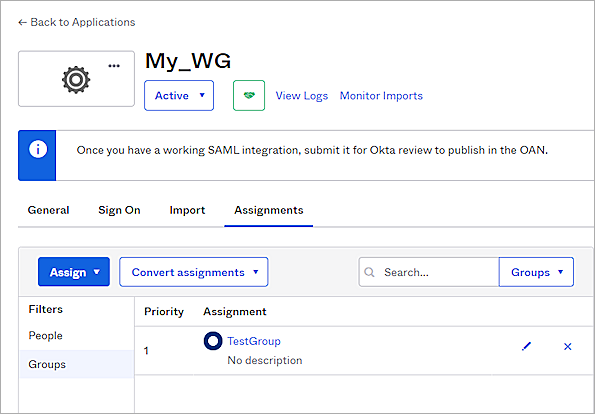 ← Back to Applications
My_WG
Active ▼ View Logs Monitor Imports
Once you have a working SAML integration, submit it for Okta review to publish in the OAN.
General Sign On Import Assignments
Assign ▼ Convert assignments ▼ Search... Groups ▼
Filters Priority Assignment
People
1 TestGroup
Groups No description